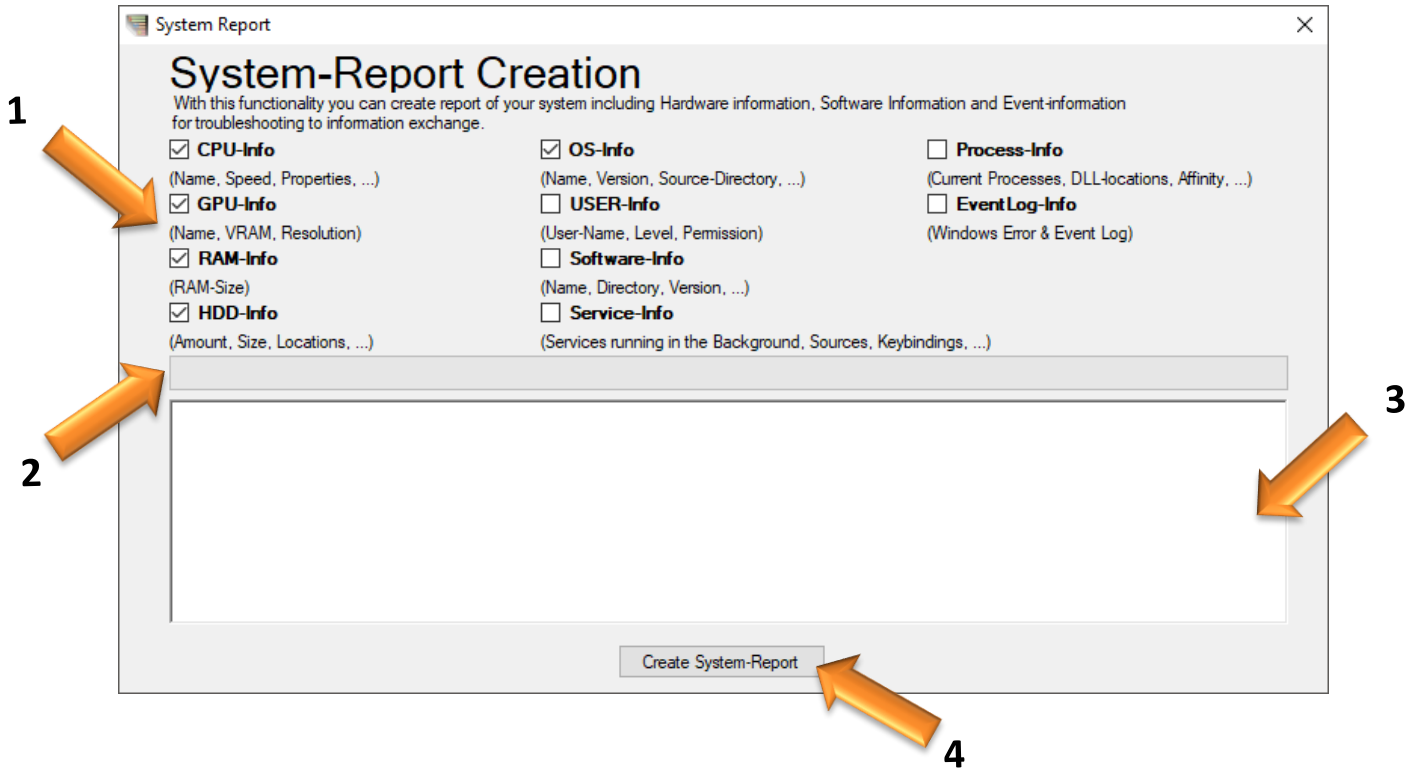 System Report
System-Report Creation
With this functionality you can create report of your system including Hardware information, Software Information and Event-information
for troubleshooting to information exchange.
1
CPU-Info
OS-Info
Process-Info
(Name, Speed, Properties, ...)
(Name, Version, Source-Directory, ...)
(Current Processes, DLL-locations, Affinity, ...)
GPU-Info
USER-Info
EventLog-Info
(Name, VRAM, Resolution)
(User-Name, Level, Permission)
(Windows Error & Event Log)
RAM-Info
Software-Info
(RAM-Size)
(Name, Directory, Version, ...)
HDD-Info
Service-Info
(Amount, Size, Locations, ...)
(Services running in the Background, Sources, Keybindings, ...)
2
3
Create System-Report
4